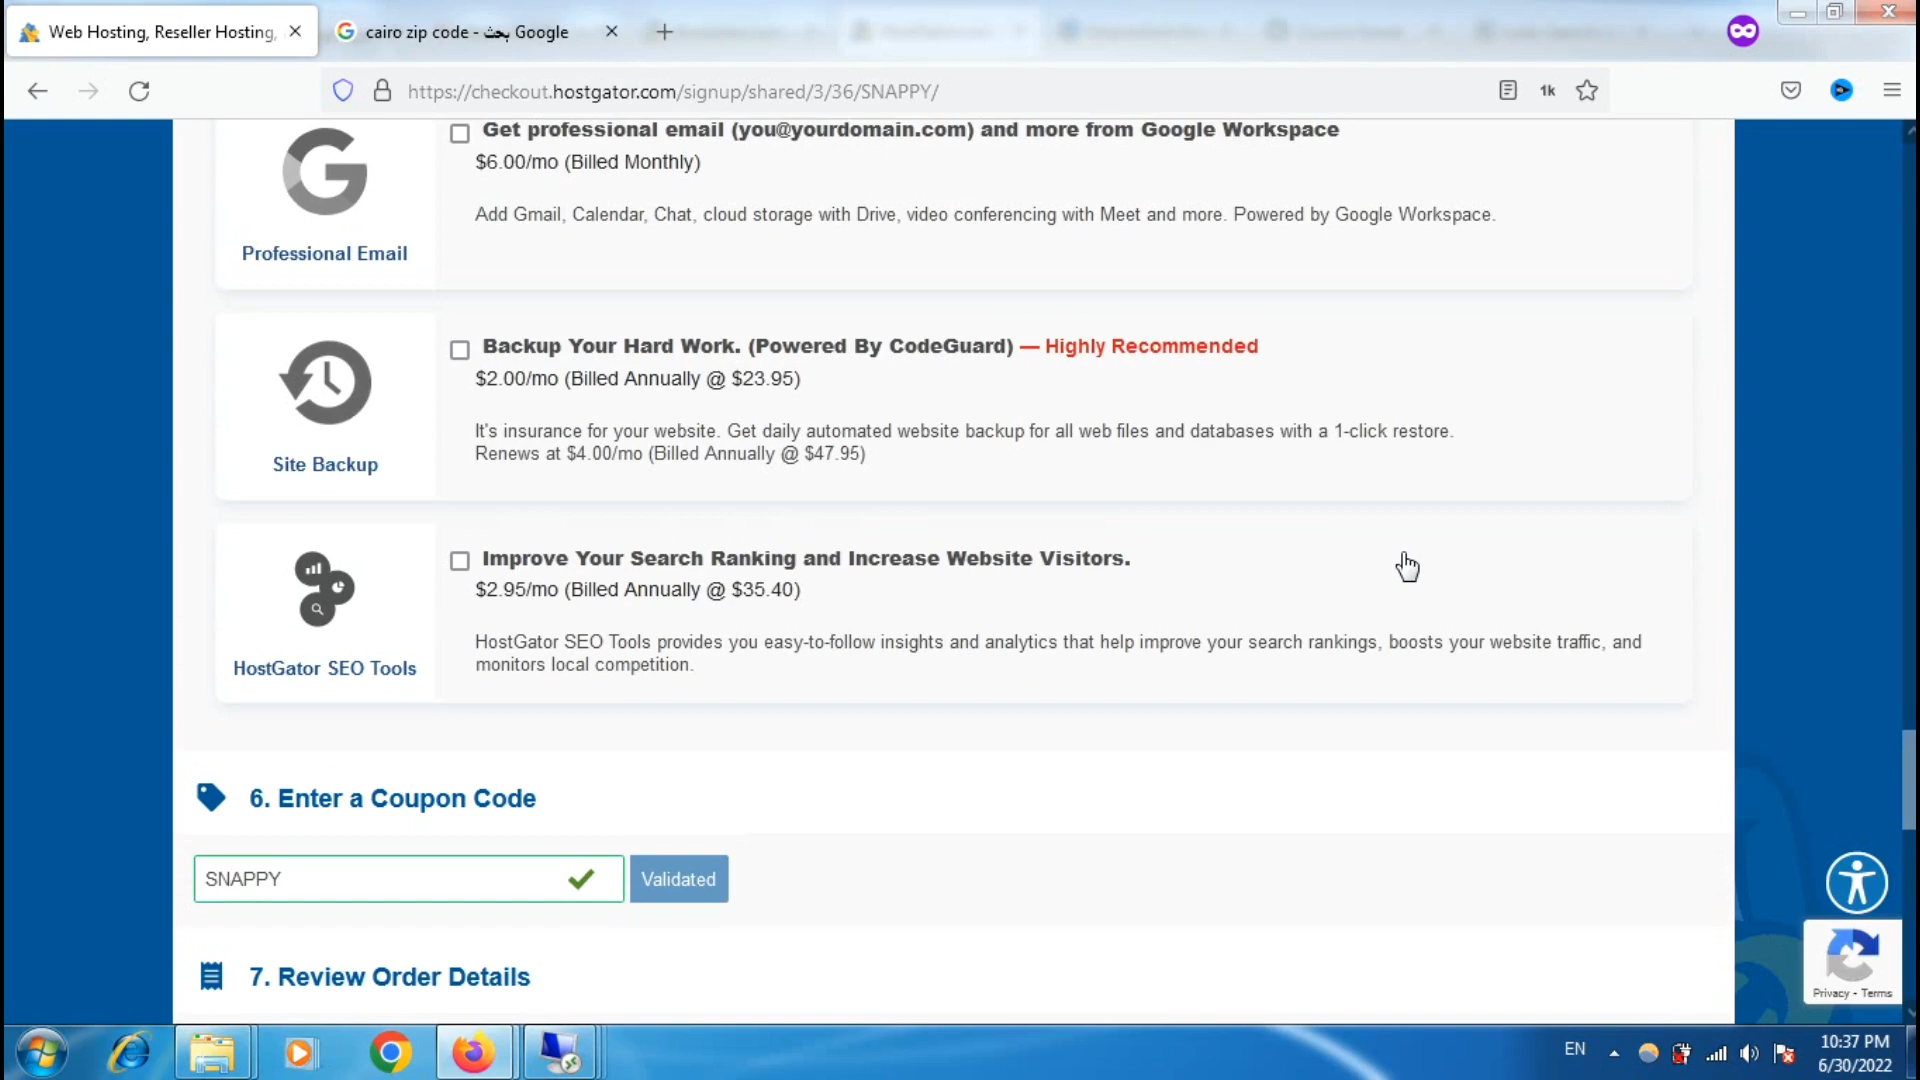 Web Hosting, Reseller Hosting,
cairo zip code - بحث Google
https://checkout.hostgator.com/signup/shared/3/36/SNAPPY/
1k
Get professional email (you@yourdomain.com) and more from Google Workspace
$6.00/mo (Billed Monthly)
Add Gmail, Calendar, Chat, cloud storage with Drive, video conferencing with Meet and more. Powered by Google Workspace.
Professional Email
Backup Your Hard Work. (Powered By CodeGuard) — Highly Recommended
$2.00/mo (Billed Annually @ $23.95)
It's insurance for your website. Get daily automated website backup for all web files and databases with a 1-click restore.
Renews at $4.00/mo (Billed Annually @ $47.95)
Site Backup
Improve Your Search Ranking and Increase Website Visitors.
$2.95/mo (Billed Annually @ $35.40)
HostGator SEO Tools provides you easy-to-follow insights and analytics that help improve your search rankings, boosts your website traffic, and
monitors local competition.
HostGator SEO Tools
6. Enter a Coupon Code
SNAPPY
Validated
7. Review Order Details
Privacy - Terms
EN
10:37 PM
6/30/2022